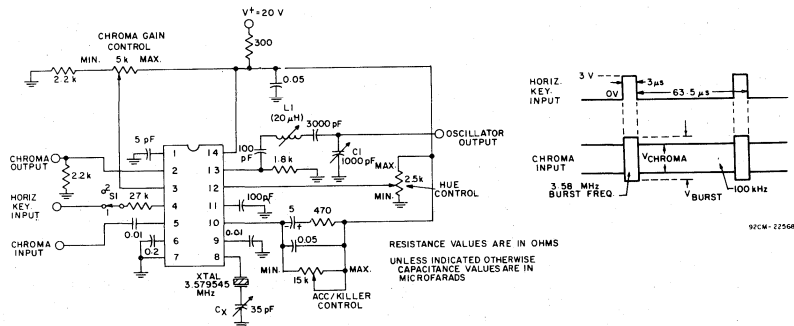 V+=20 V
300
CHROMA GAIN
CONTROL
MIN. 5k MAX.
2.2k
0.05
L1
(20 μH)
3000 pF
OSCILLATOR
OUTPUT
5 pF
100
pF
C1
1000 pF
1.8k
MAX.
2.5k
HUE
CONTROL
MIN.
CHROMA
OUTPUT
2.2k
1
2
3
4
5
6
7
14
13
12
11
10
9
8
HORIZ
KEY.
INPUT
2
S1
1
27 k
0.01
CHROMA
INPUT
0.2
100pF
5
+
470
0.05
0.01
MIN.
MAX.
15 k
ACC/KILLER
CONTROL
XTAL
3.579545
MHz
CX
35 pF
RESISTANCE VALUES ARE IN OHMS
UNLESS INDICATED OTHERWISE
CAPACITANCE VALUES ARE IN
MICROFARADS
3 V
0V
HORIZ.
KEY.
INPUT
3μs
63.5 μs
CHROMA
INPUT
VCHROMA
3.58 MHz
BURST FREQ.
VBURST
100 kHz
92CM-22568